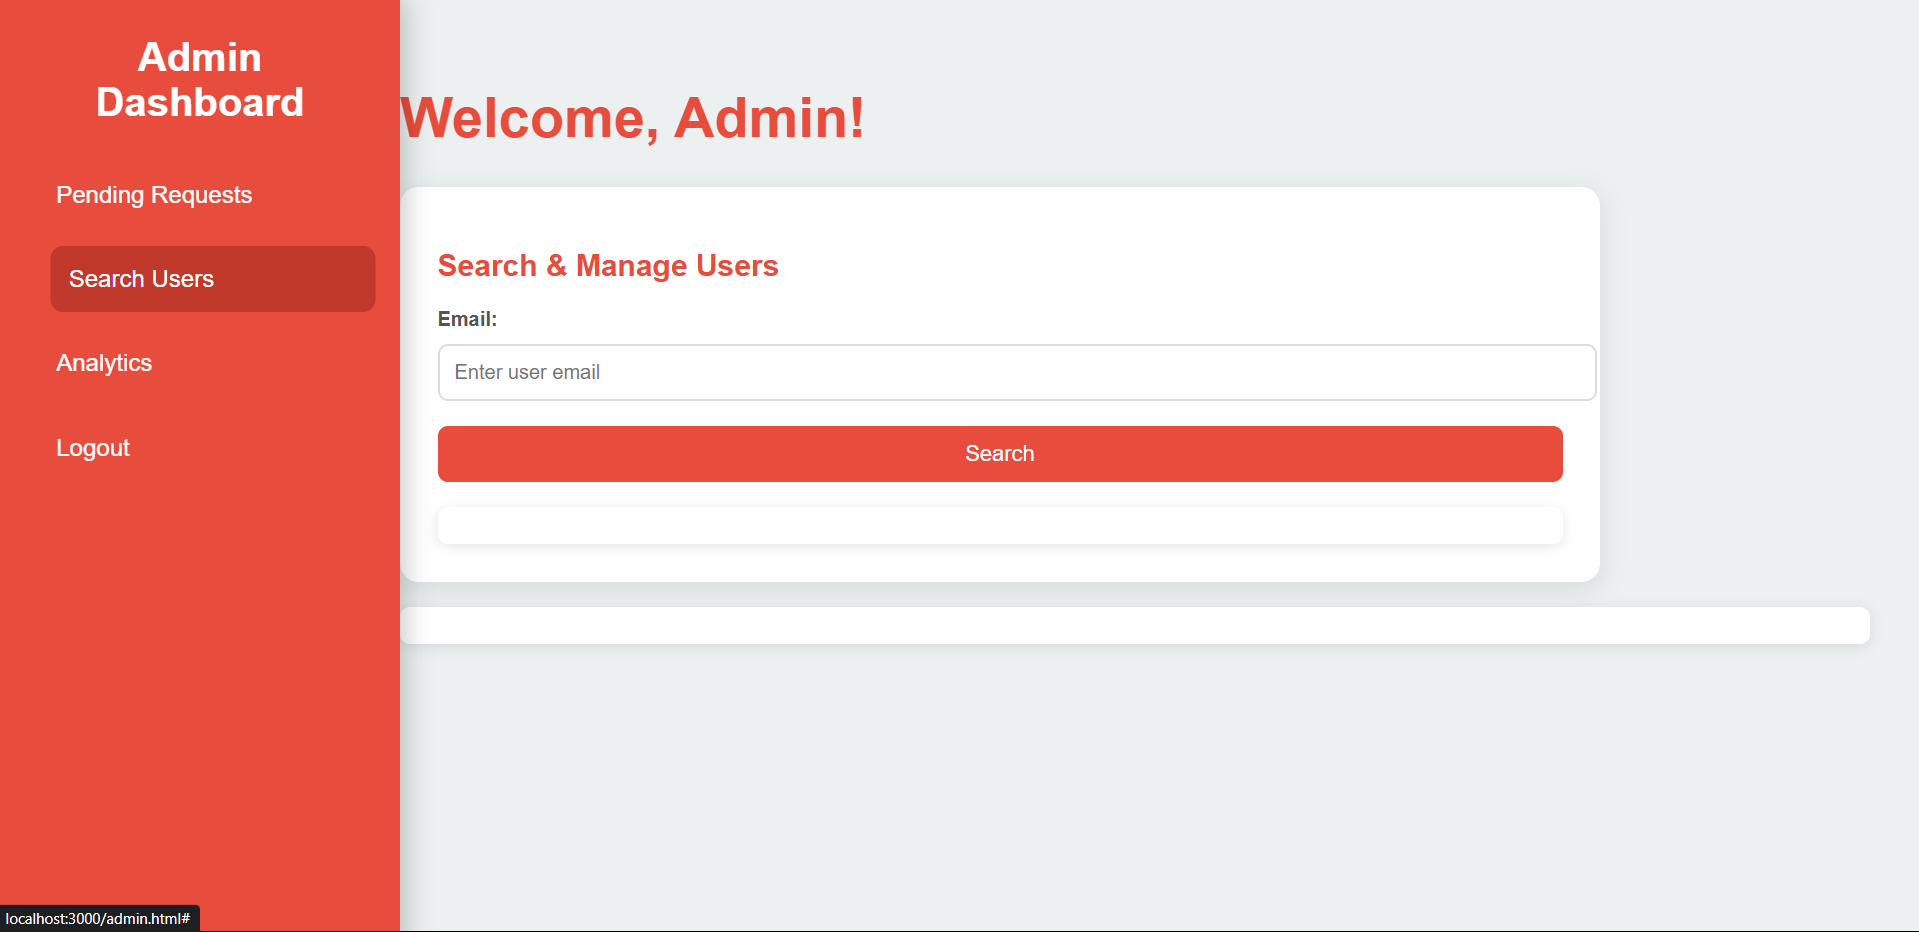 Admin
Dashboard
Pending Requests
Search Users
Analytics
Logout
Welcome, Admin!
Search & Manage Users
Email:
Enter user email
Search
localhost:3000/admin.html#